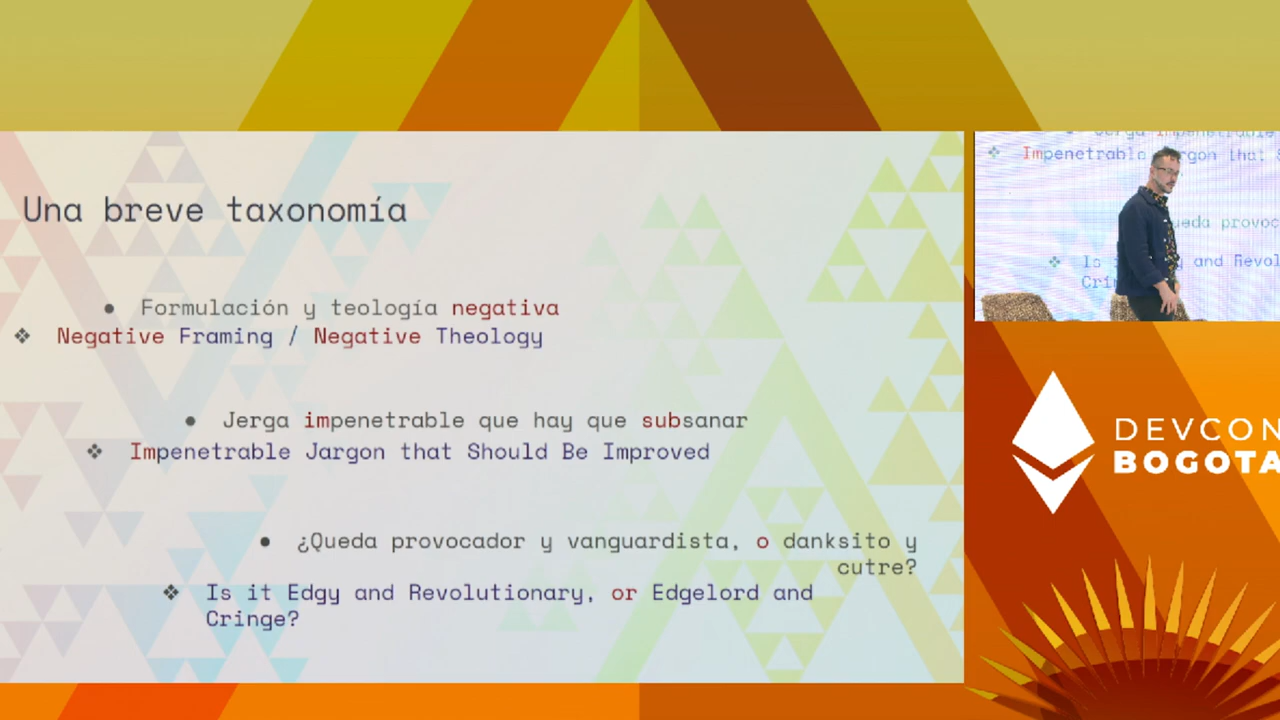 Una breve taxonomía
● Formulación y teología negativa
❖ Negative Framing / Negative Theology
● Jerga impenetrable que hay que subsanar
❖ Impenetrable Jargon that Should Be Improved
● ¿Queda provocador y vanguardista, o danksito y
cutre?
❖ Is it Edgy and Revolutionary, or Edgelord and
Cringe?
❖ Impenetrable
❖ Is
DEVCON
BOGOTA